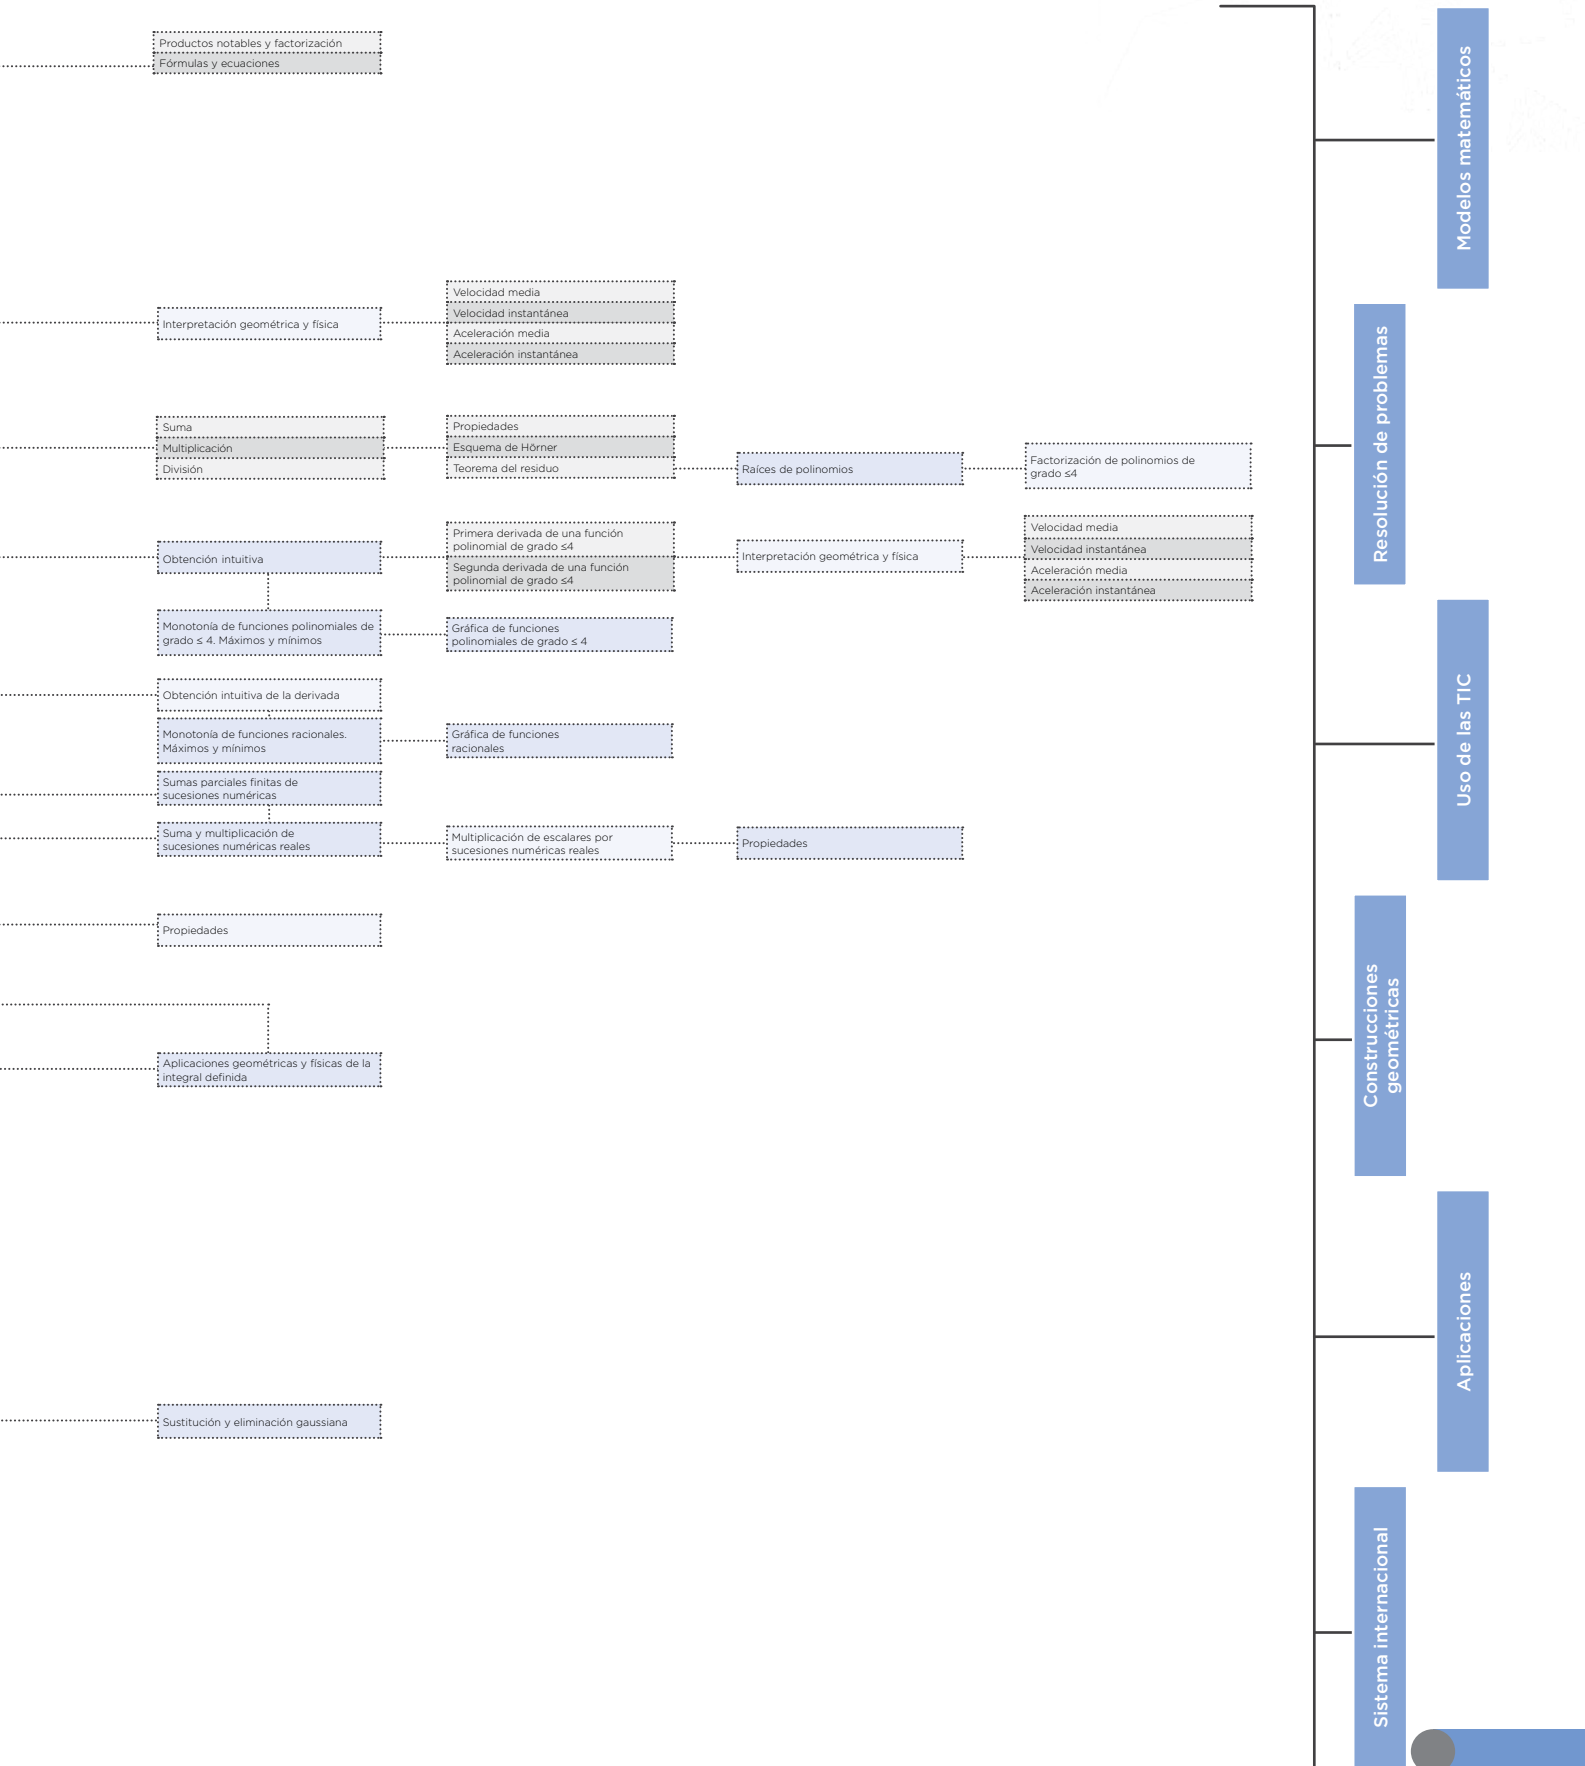 Productos notables y factorización
Fórmulas y ecuaciones
Interpretación geométrica y física
Velocidad media
Velocidad instantánea
Aceleración media
Aceleración instantánea
Suma
Multiplicación
División
Propiedades
Esquema de Hörner
Teorema del residuo
Raíces de polinomios
Factorización de polinomios de
grado ≤4
Obtención intuitiva
Primera derivada de una función
polinomial de grado ≤4
Segunda derivada de una función
polinomial de grado ≤4
Interpretación geométrica y física
Velocidad media
Velocidad instantánea
Aceleración media
Aceleración instantánea
Monotonía de funciones polinomiales de
grado ≤ 4. Máximos y mínimos
Gráfica de funciones
polinomiales de grado ≤ 4
Obtención intuitiva de la derivada
Monotonía de funciones racionales.
Máximos y mínimos
Gráfica de funciones
racionales
Sumas parciales finitas de
sucesiones numéricas
Suma y multiplicación de
sucesiones numéricas reales
Multiplicación de escalares por
sucesiones numéricas reales
Propiedades
Propiedades
Aplicaciones geométricas y físicas de la
integral definida
Sustitución y eliminación gaussiana
Modelos matemáticos
Resolución de problemas
Uso de las TIC
Construcciones
geométricas
Aplicaciones
Sistema internacional